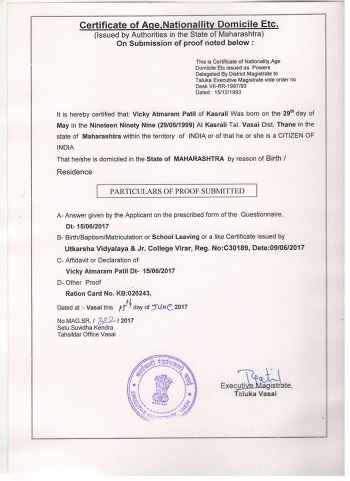 Certificate of Age,Nationallity Domicile Etc.
(Issued by Authorities in the State of Maharashtra)
On Submission of proof noted below :
This is Certificate of Nationality Age
Domicile Etc.issued as Powers
Delegeted By District Magistrate to
Taluka Executive Magistrate vide order no
Desk VII-RR-1997/93
Dated : 15/12/1993
It is hereby certified that: Vicky Atmaram Patil of Kasrali Was born on the 29th day of
May in the Nineteen Ninety Nine (29/05/1999) At Kasrali Tal. Vasai Dist. Thane in the
state of Maharashtra within the territory of INDIA or of that he or she is a CITIZEN OF
INDIA
That he/she is domiciled in the State of MAHARASHTRA by reason of Birth /
Residence
PARTICULARS OF PROOF SUBMITTED
A- Answer given by the Applicant on the prescribed form of the Questionnaire,
Dt- 15/06/2017
B- Birth/Baptism/Matriculation or School Leaving or a like Certificate issued by
Utkarsha Vidyalaya & Jr. College Virar, Reg. No:C30189, Date:09/06/2017
C- Affidavit or Declaration of:
Vicky Atmaram Patil Dt- 15/06/2017
D- Other Proof
Ration Card No. KB:020243,
Dated at - Vasai this 15th day of June 2017
No.MAG.SR. / 322 / 2017
Setu Suvidha Kendra
Tahsildar Office Vasai
Patil
Executive Magistrate,
Taluka Vasai